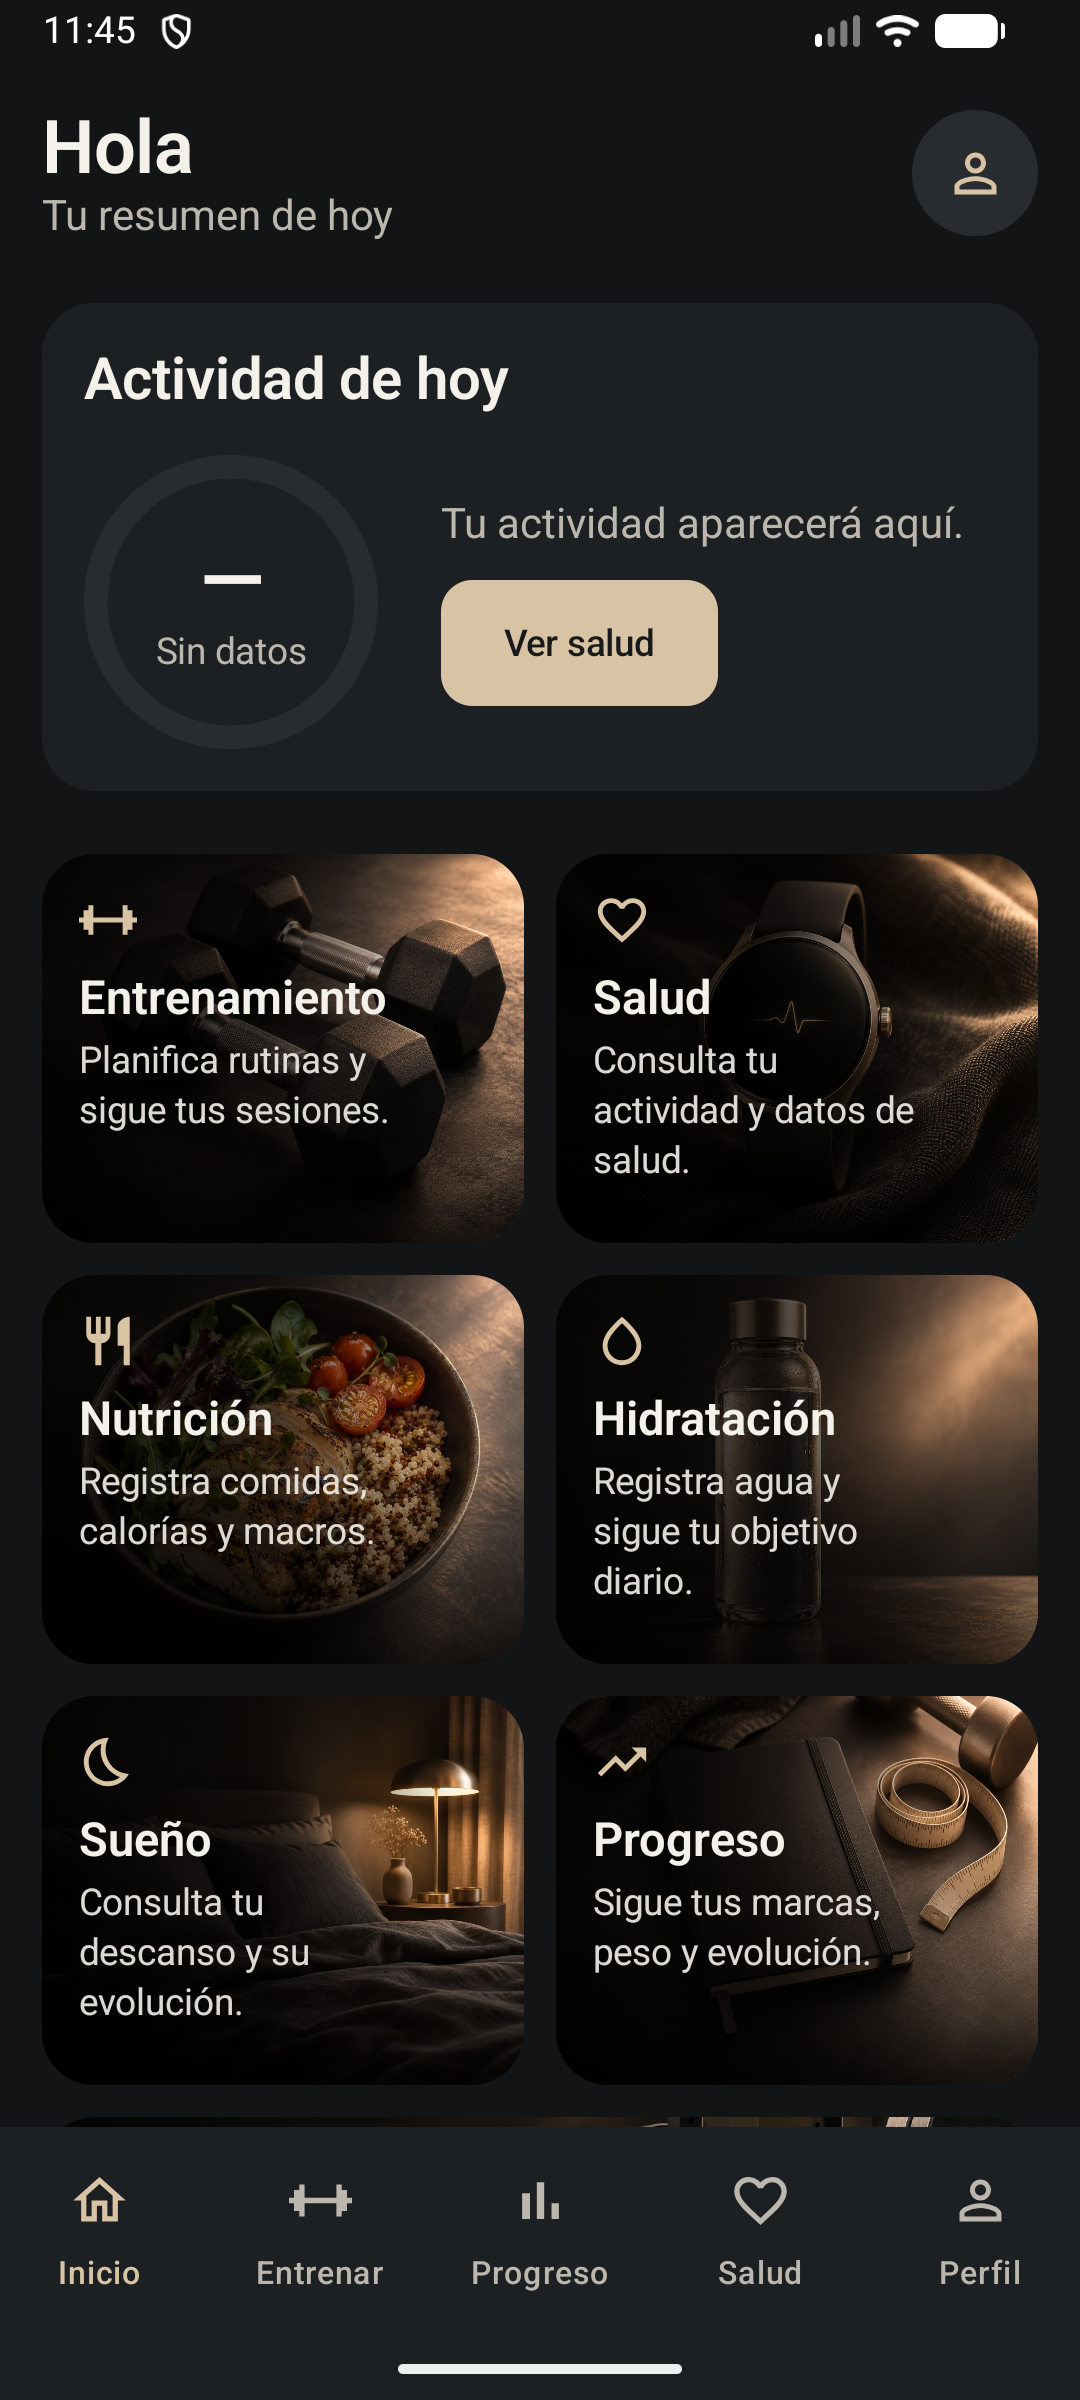 11:45
Hola
Tu resumen de hoy
Actividad de hoy
—
Sin datos
Tu actividad aparecerá aquí.
Ver salud
Entrenamiento
Planifica rutinas y
sigue tus sesiones.
Salud
Consulta tu
actividad y datos de
salud.
Nutrición
Registra comidas,
calorías y macros.
Hidratación
Registra agua y
sigue tu objetivo
diario.
Sueño
Consulta tu
descanso y su
evolución.
Progreso
Sigue tus marcas,
peso y evolución.
Inicio
Entrenar
Progreso
Salud
Perfil